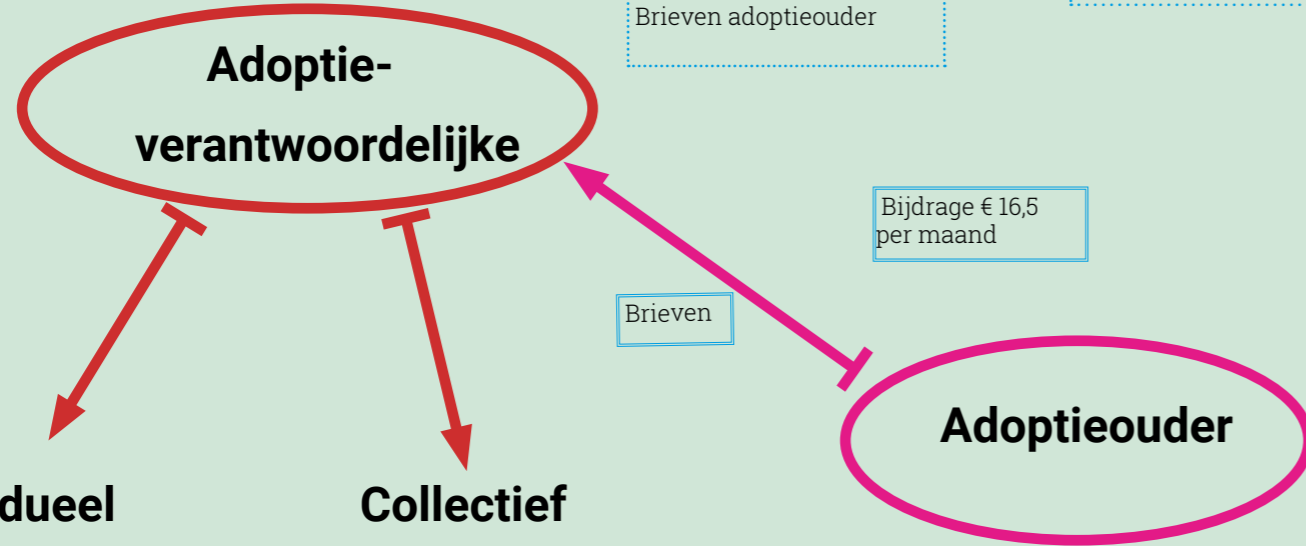 Brieven adoptieouder
Adoptie-
verantwoordelijke
Bijdrage € 16,5
per maand
Brieven
Adoptieouder
dueel
Collectief